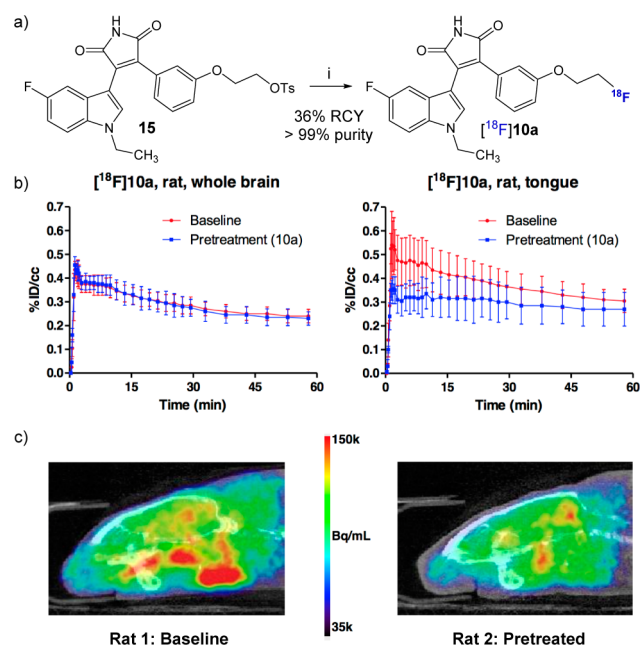 a)
O
NH
O
O
OTs
F
N
CH3
15
i
36% RCY
> 99% purity
O
NH
O
O
18F
F
N
CH3
[18F]10a
b)
[18F]10a, rat, whole brain
%ID/cc
0.7
0.6
0.5
0.4
0.3
0.2
0.1
0.0
Baseline
Pretreatment (10a)
0 15 30 45 60
Time (min)
[18F]10a, rat, tongue
%ID/cc
0.7
0.6
0.5
0.4
0.3
0.2
0.1
0.0
Baseline
Pretreatment (10a)
0 15 30 45 60
Time (min)
c)
150k
Bq/mL
35k
Rat 1: Baseline
Rat 2: Pretreated